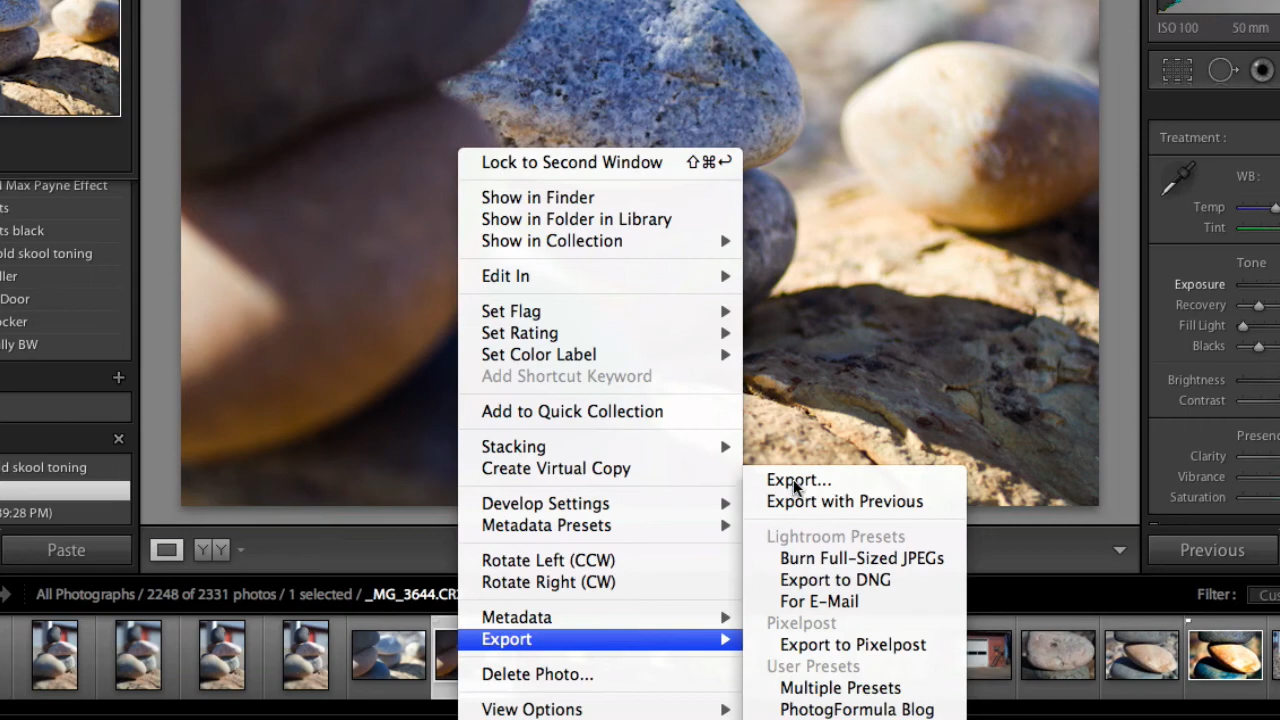 ISO 100 50 mm
Treatment :
WB :
Temp
Tint
Tone
Exposure
Recovery
Fill Light
Blacks
Brightness
Contrast
Clarity
Vibrance
Saturation
Previous
Max Payne Effect
ts black
old skool toning
Door
lly BW
d skool toning
39:28 PM)
Paste
Lock to Second Window ⇧⌘↩
Show in Finder
Show in Folder in Library
Show in Collection
Edit In
Set Flag
Set Rating
Set Color Label
Add Shortcut Keyword
Add to Quick Collection
Stacking
Create Virtual Copy
Develop Settings
Metadata Presets
Rotate Left (CCW)
Rotate Right (CW)
Metadata
Export
Delete Photo...
View Options
Export...
Export with Previous
Lightroom Presets
Burn Full-Sized JPEGs
Export to DNG
For E-Mail
Pixelpost
Export to Pixelpost
User Presets
Multiple Presets
PhotogFormula Blog
YY
All Photographs / 2248 of 2331 photos / 1 selected / _MG_3644.CR
Filter :